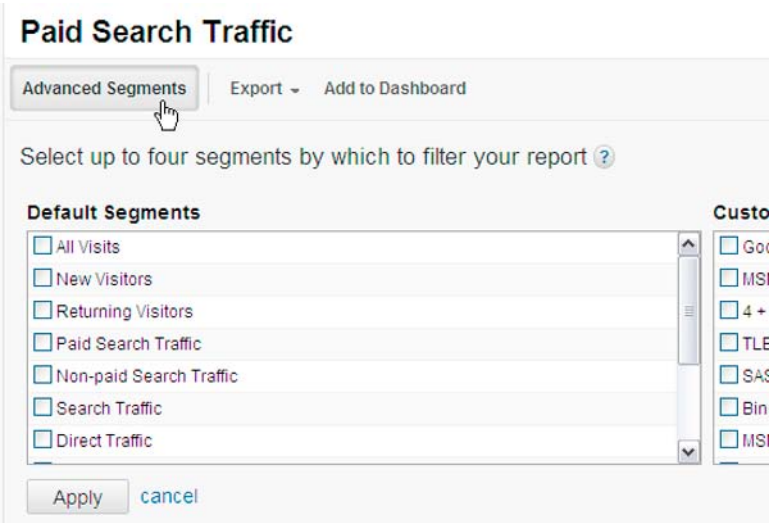 Paid Search Traffic
Advanced Segments Export Add to Dashboard
Select up to four segments by which to filter your report ?
Default Segments
All Visits
New Visitors
Returning Visitors
Paid Search Traffic
Non-paid Search Traffic
Search Traffic
Direct Traffic
Apply cancel
4 +